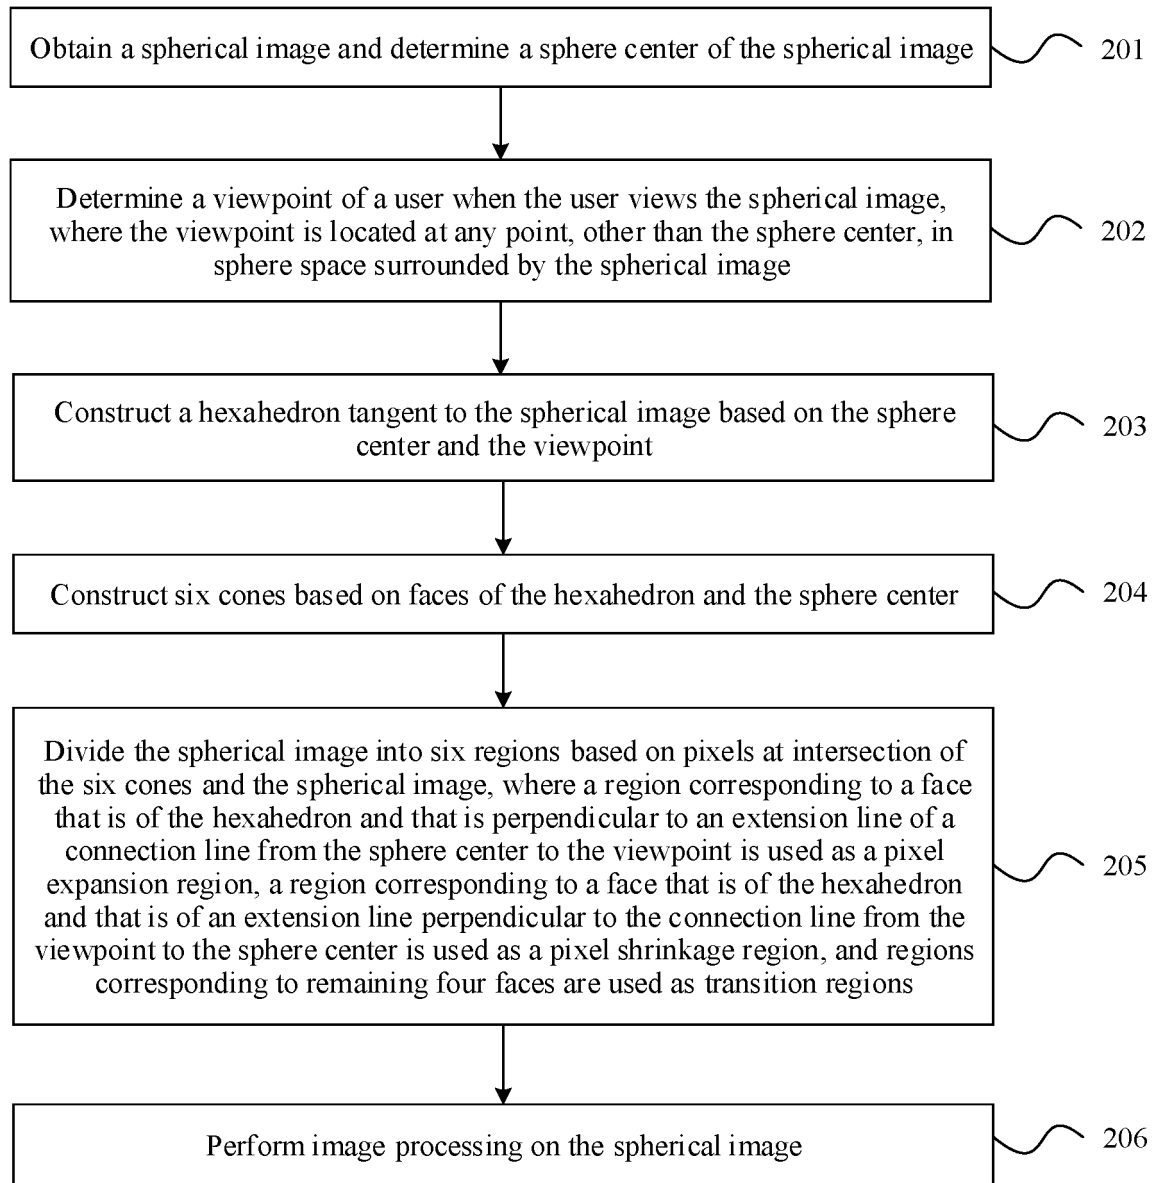 Obtain a spherical image and determine a sphere center of the spherical image
201
Determine a viewpoint of a user when the user views the spherical image,
where the viewpoint is located at any point, other than the sphere center, in
sphere space surrounded by the spherical image
202
Construct a hexahedron tangent to the spherical image based on the sphere
center and the viewpoint
203
Construct six cones based on faces of the hexahedron and the sphere center
204
Divide the spherical image into six regions based on pixels at intersection of
the six cones and the spherical image, where a region corresponding to a face
that is of the hexahedron and that is perpendicular to an extension line of a
connection line from the sphere center to the viewpoint is used as a pixel
expansion region, a region corresponding to a face that is of the hexahedron
and that is of an extension line perpendicular to the connection line from the
viewpoint to the sphere center is used as a pixel shrinkage region, and regions
corresponding to remaining four faces are used as transition regions
205
Perform image processing on the spherical image
206